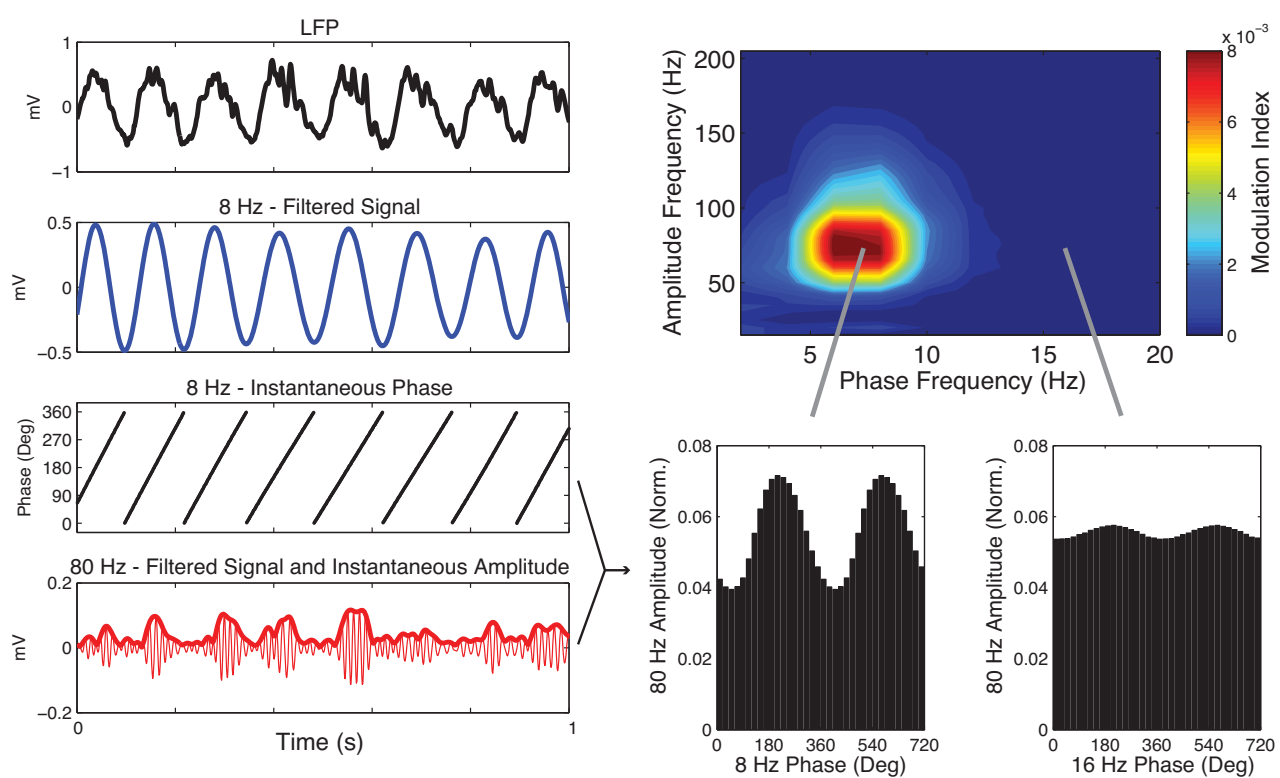 LFP
1
0
−1
mV
8 Hz - Filtered Signal
0.5
0
−0.5
mV
8 Hz - Instantaneous Phase
360
270
180
90
0
Phase (Deg)
80 Hz - Filtered Signal and Instantaneous Amplitude
0.2
0
−0.2
mV
0
1
Time (s)
200
150
100
50
Amplitude Frequency (Hz)
5
10
15
20
Phase Frequency (Hz)
x 10⁻³
8
6
4
2
0
Modulation Index
0.08
0.06
0.04
0.02
0
80 Hz Amplitude (Norm.)
0
180
360
540
720
8 Hz Phase (Deg)
0.08
0.06
0.04
0.02
0
80 Hz Amplitude (Norm.)
0
180
360
540
720
16 Hz Phase (Deg)